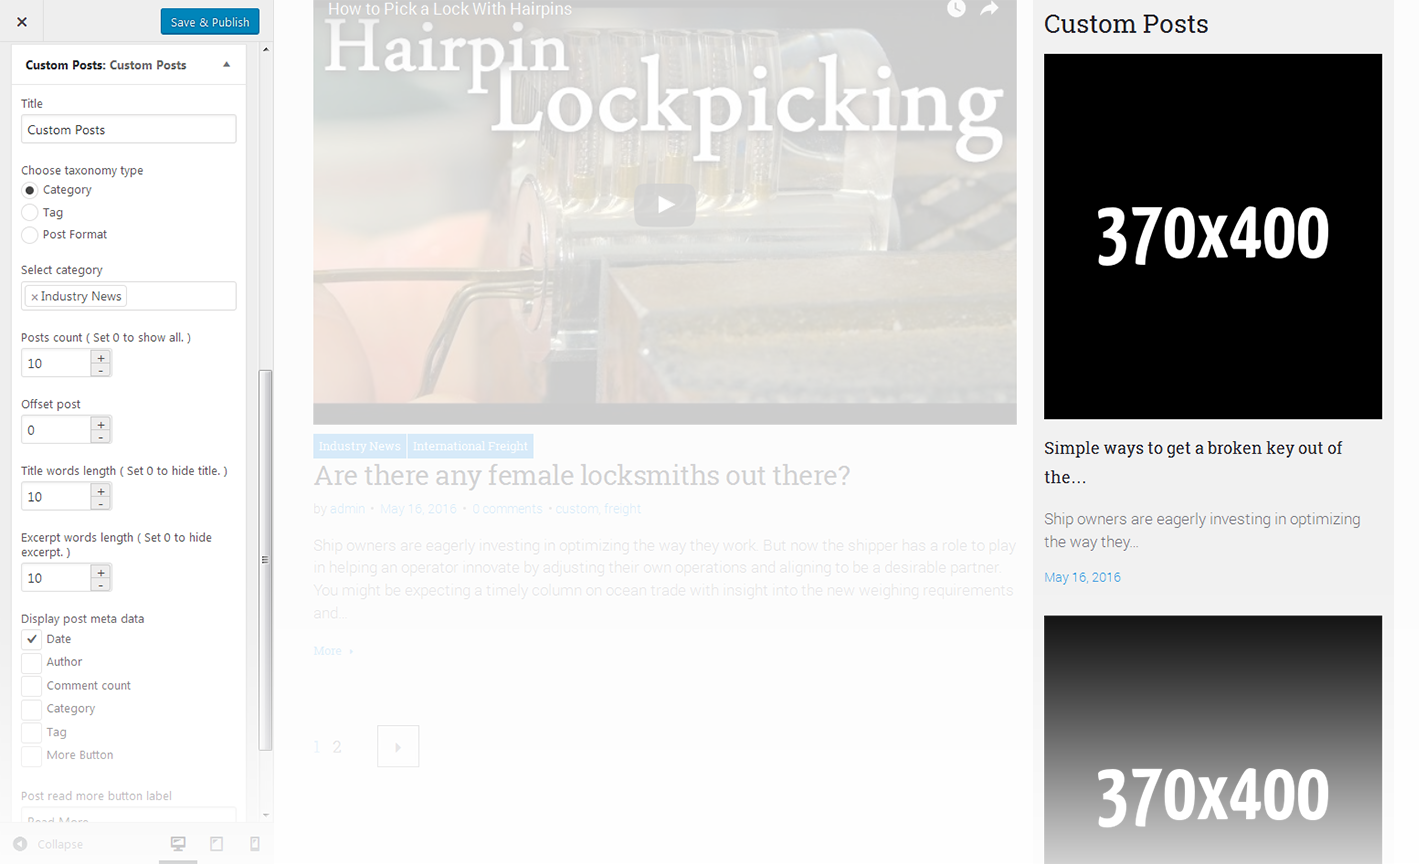 Save & Publish
Custom Posts: Custom Posts
Title
Custom Posts
Choose taxonomy type
Category
Tag
Post Format
Select category
× Industry News
Posts count ( Set 0 to show all. )
10
+
-
Offset post
0
+
-
Title words length ( Set 0 to hide title. )
10
+
-
Excerpt words length ( Set 0 to hide
excerpt. )
10
+
-
Display post meta data
Date
Author
Comment count
Category
Tag
More Button
Post read more button label
Read More
Collapse
How to Pick a Lock With Hairpins
Hairpin
Lockpicking
Industry News International Freight
Are there any female locksmiths out there?
by admin • May 16, 2016 • 0 comments • custom, freight
Ship owners are eagerly investing in optimizing the way they work. But now the shipper has a role to play
in helping an operator innovate by adjusting their own operations and aligning to be a desirable partner.
You might be expecting a timely column on ocean trade with insight into the new weighing requirements
and..
More
1 2
Custom Posts
370x400
Simple ways to get a broken key out of
the…
Ship owners are eagerly investing in optimizing
the way they…
May 16, 2016
370x400